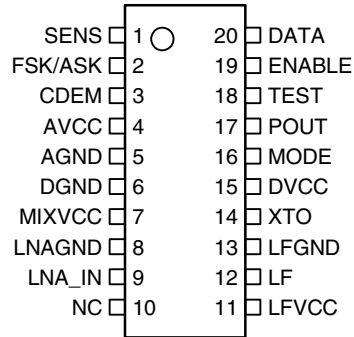 SENS 1 20 DATA
FSK/ASK 2 19 ENABLE
CDEM 3 18 TEST
AVCC 4 17 POUT
AGND 5 16 MODE
DGND 6 15 DVCC
MIXVCC 7 14 XTO
LNAGND 8 13 LFGND
LNA_IN 9 12 LF
NC 10 11 LFVCC